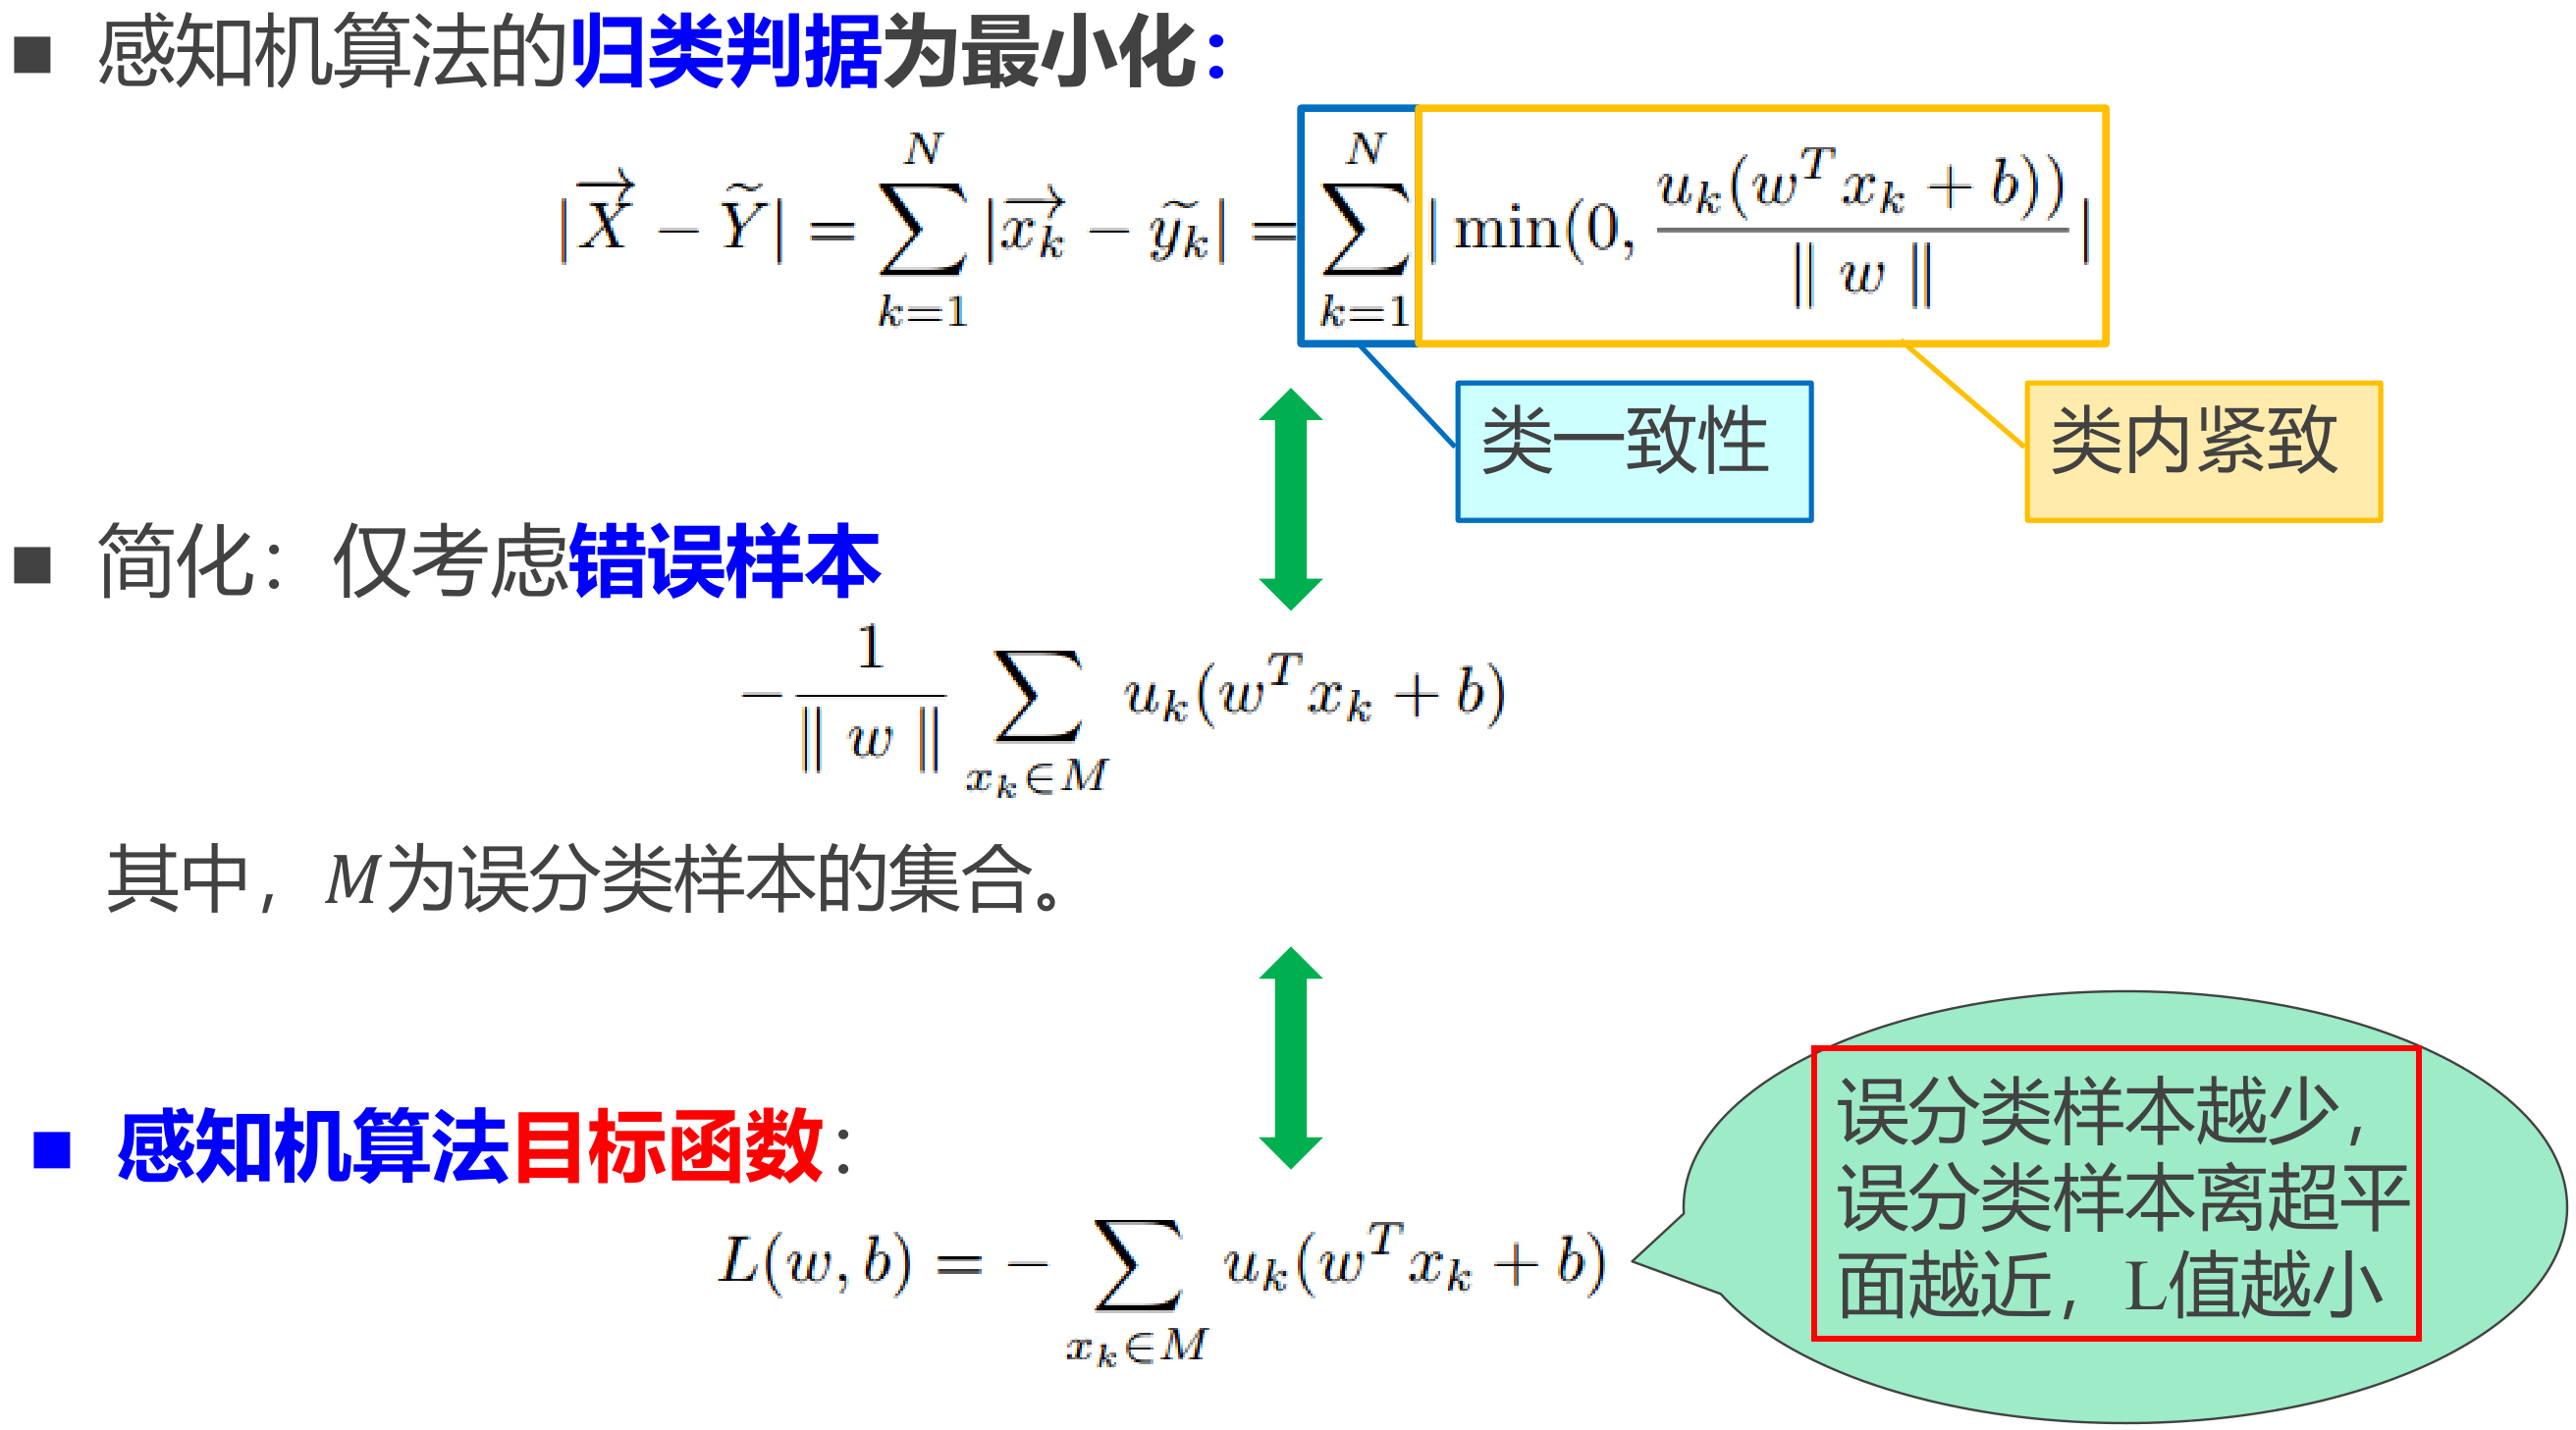 ■ 感知机算法的归类判据为最小化：
$|\overrightarrow{X} - \widetilde{Y}| = \sum_{k=1}^{N} |\overrightarrow{x_k} - \widetilde{y_k}| = \sum_{k=1}^{N} |\min(0, \frac{u_k(w^T x_k + b))}{\| w \|}|$
类一致性 类内紧致
■ 简化：仅考虑错误样本
$-\frac{1}{\| w \|} \sum_{x_k \in M} u_k(w^T x_k + b)$
其中，M为误分类样本的集合。
■ 感知机算法目标函数：
$L(w, b) = -\sum_{x_k \in M} u_k(w^T x_k + b)$
误分类样本越少，
误分类样本离超平
面越近，L值越小